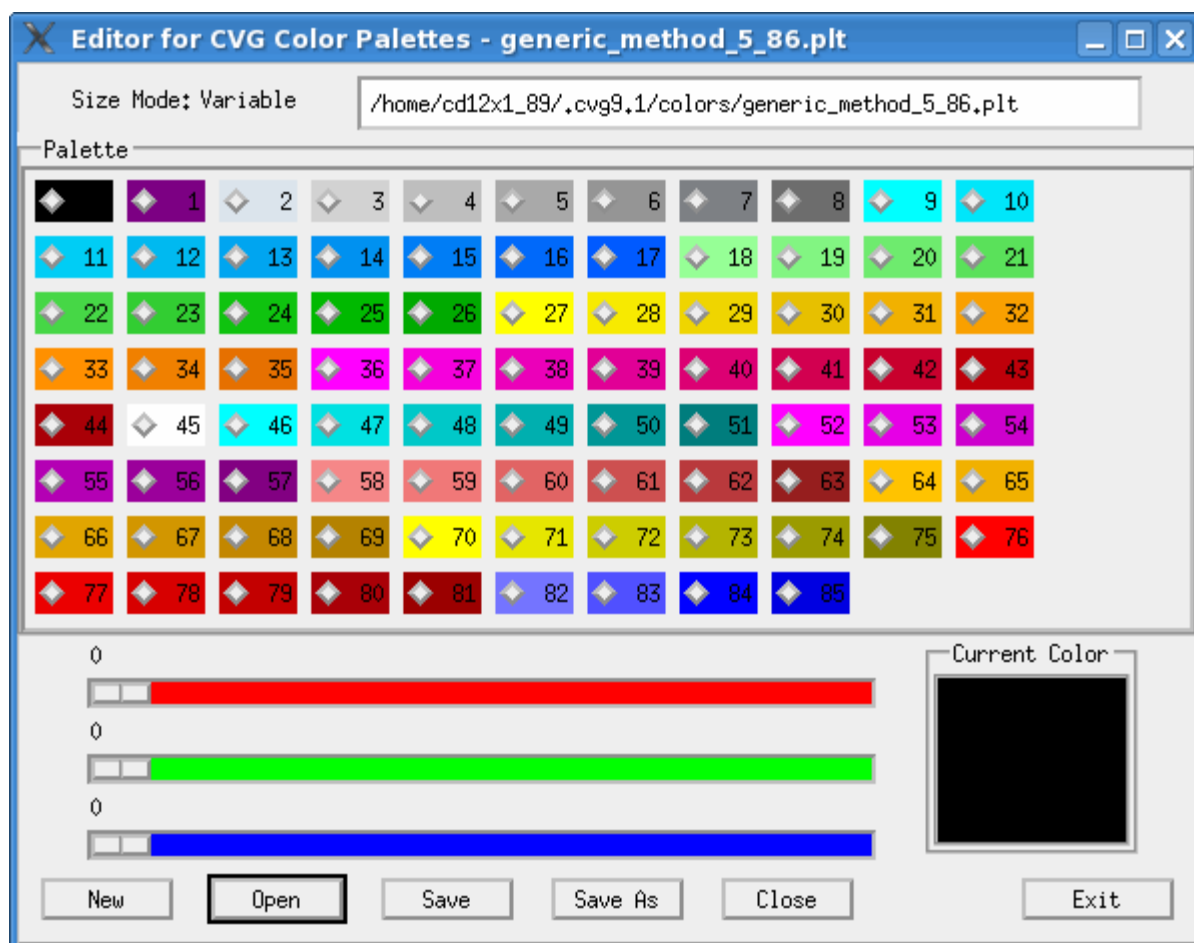 Editor for CVG Color Palettes - generic_method_5_86.plt
Size Mode: Variable /home/cd12x1_89/.cvg9.1/colors/generic_method_5_86.plt
Palette
1 2 3 4 5 6 7 8 9 10
11 12 13 14 15 16 17 18 19 20 21
22 23 24 25 26 27 28 29 30 31 32
33 34 35 36 37 38 39 40 41 42 43
44 45 46 47 48 49 50 51 52 53 54
55 56 57 58 59 60 61 62 63 64 65
66 67 68 69 70 71 72 73 74 75 76
77 78 79 80 81 82 83 84 85
0 Current Color
0
0
New Open Save Save As Close Exit